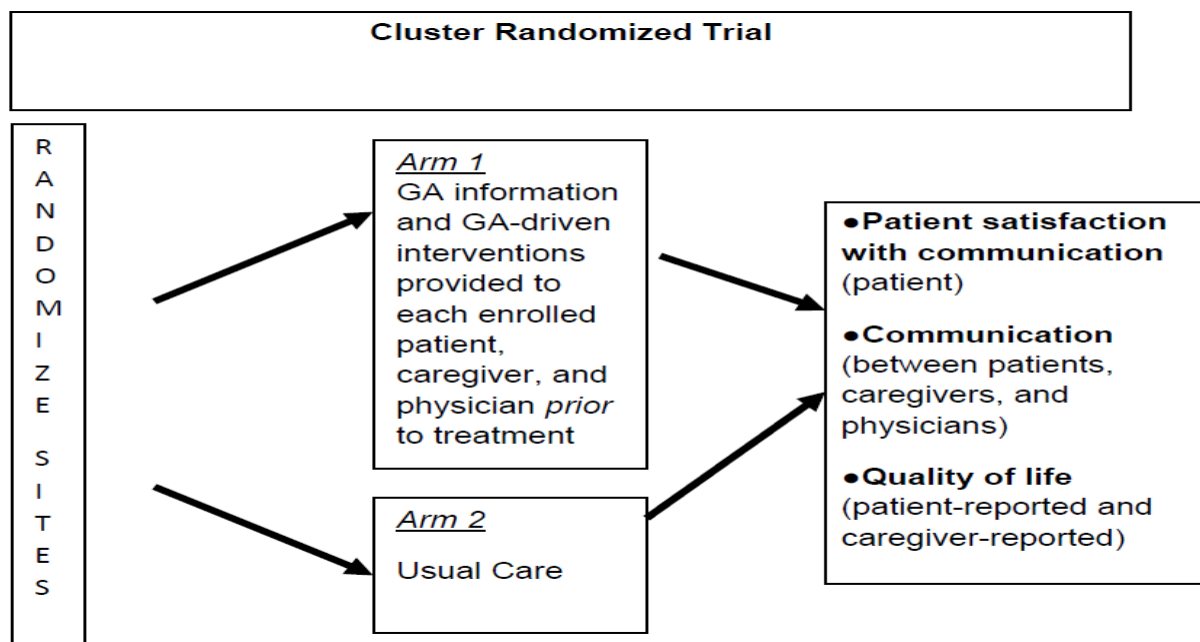 Cluster Randomized Trial
RANDOMIZE SITES
Arm 1
GA information
and GA-driven
interventions
provided to
each enrolled
patient,
caregiver, and
physician prior
to treatment
Arm 2
Usual Care
●Patient satisfaction
with communication
(patient)
●Communication
(between patients,
caregivers, and
physicians)
●Quality of life
(patient-reported and
caregiver-reported)